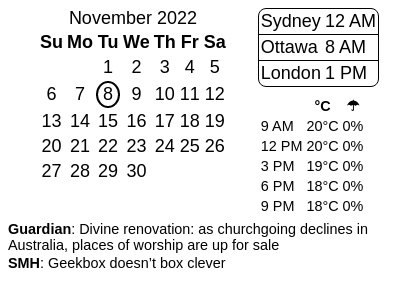 November 2022
Su Mo Tu We Th Fr Sa
1 2 3 4 5
6 7 8 9 10 11 12
13 14 15 16 17 18 19
20 21 22 23 24 25 26
27 28 29 30
Sydney 12 AM
Ottawa 8 AM
London 1 PM
°C ☂
9 AM 20°C 0%
12 PM 20°C 0%
3 PM 19°C 0%
6 PM 18°C 0%
9 PM 18°C 0%
Guardian: Divine renovation: as churchgoing declines in
Australia, places of worship are up for sale
SMH: Geekbox doesn't box clever